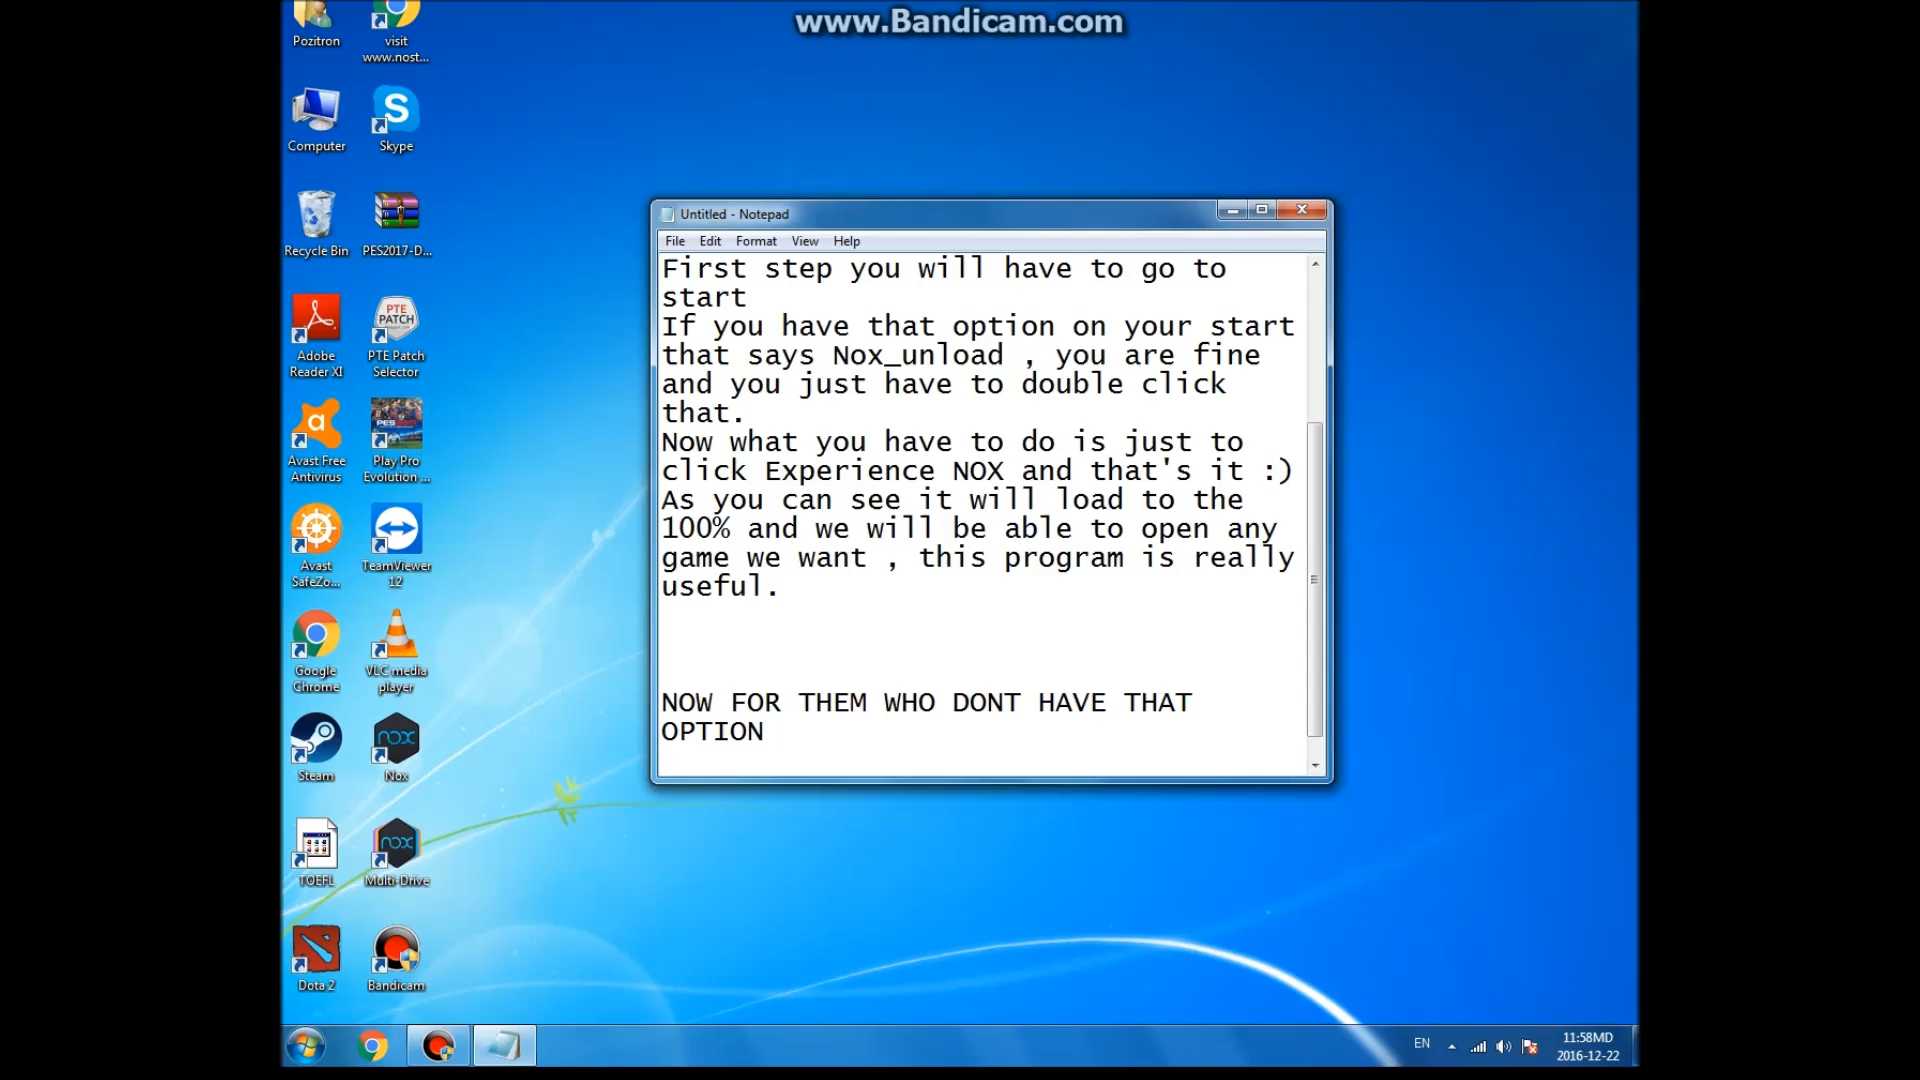 www.Bandicam.com
Pozitron
visit
www.nost...
Computer
Skype
Recycle Bin
PES2017-D...
Adobe
Reader XI
PTE
PATCH
PTE Patch
Selector
Avast Free
Antivirus
PES
Play Pro
Evolution ...
Avast
SafeZo...
TeamViewer
12
Google
Chrome
VLC media
player
Steam
nox
Nox
TOEFL
nox
Multi-Drive
Dota 2
Bandicam
Untitled - Notepad
File Edit Format View Help
First step you will have to go to
start
If you have that option on your start
that says Nox_unload , you are fine
and you just have to double click
that.
Now what you have to do is just to
click Experience NOX and that's it :)
As you can see it will load to the
100% and we will be able to open any
game we want , this program is really
useful.
NOW FOR THEM WHO DONT HAVE THAT
OPTION
EN
11:58MD
2016-12-22